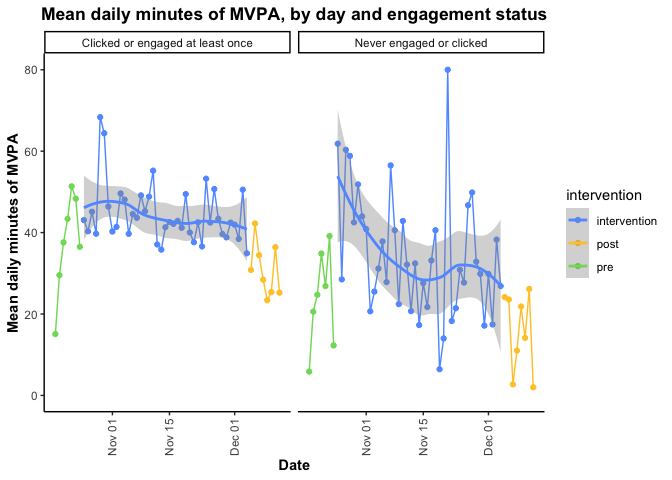 Mean daily minutes of MVPA, by day and engagement status
Clicked or engaged at least once
Never engaged or clicked
Mean daily minutes of MVPA
80
60
40
20
0
Nov 01
Nov 15
Dec 01
Nov 01
Nov 15
Dec 01
Date
intervention
intervention
post
pre